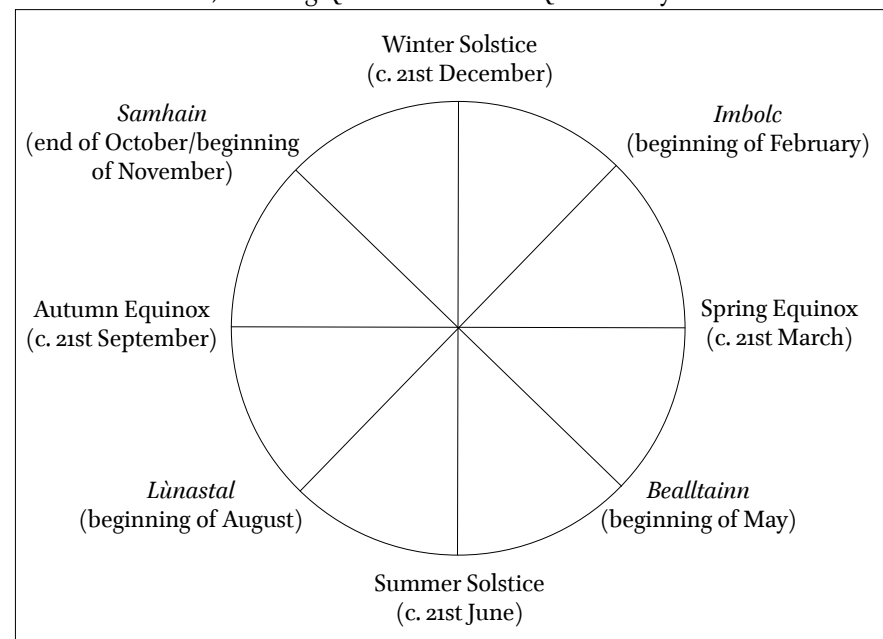 Winter Solstice
(c. 21st December)
Samhain
(end of October/beginning
of November)
Imbolc
(beginning of February)
Autumn Equinox
(c. 21st September)
Spring Equinox
(c. 21st March)
Lùnastal
(beginning of August)
Bealltainn
(beginning of May)
Summer Solstice
(c. 21st June)